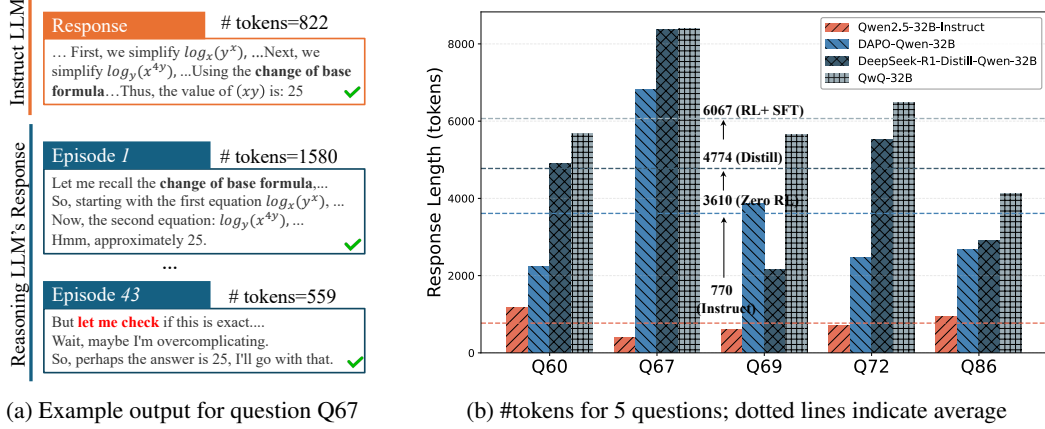 Instruct LLM
Response
# tokens=822
… First, we simplify log_x(y^x), …Next, we
simplify log_y(x^{4y}), …Using the change of base
formula…Thus, the value of (xy) is: 25
Reasoning LLM's Response
Episode 1
# tokens=1580
Let me recall the change of base formula,...
So, starting with the first equation log_x(y^x), ...
Now, the second equation: log_y(x^{4y}), ...
Hmm, approximately 25.
...
Episode 43
# tokens=559
But let me check if this is exact....
Wait, maybe I'm overcomplicating.
So, perhaps the answer is 25, I'll go with that.
(a) Example output for question Q67
Response Length (tokens)
8000
6000
4000
2000
0
Qwen2.5-32B-Instruct
DAPO-Qwen-32B
DeepSeek-R1-Distill-Qwen-32B
QwQ-32B
6067 (RL+ SFT)
4774 (Distill)
3610 (Zero RL)
770
(Instruct)
Q60
Q67
Q69
Q72
Q86
(b) #tokens for 5 questions; dotted lines indicate average